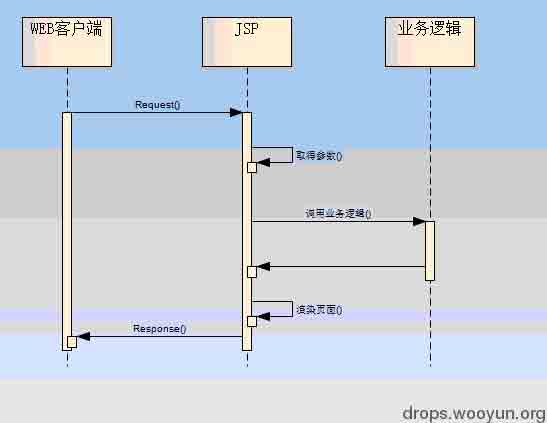 WEB客户端
JSP
业务逻辑
Request()
取得参数()
调用业务逻辑()
渲染页面()
Response()
drops.wooyun.org